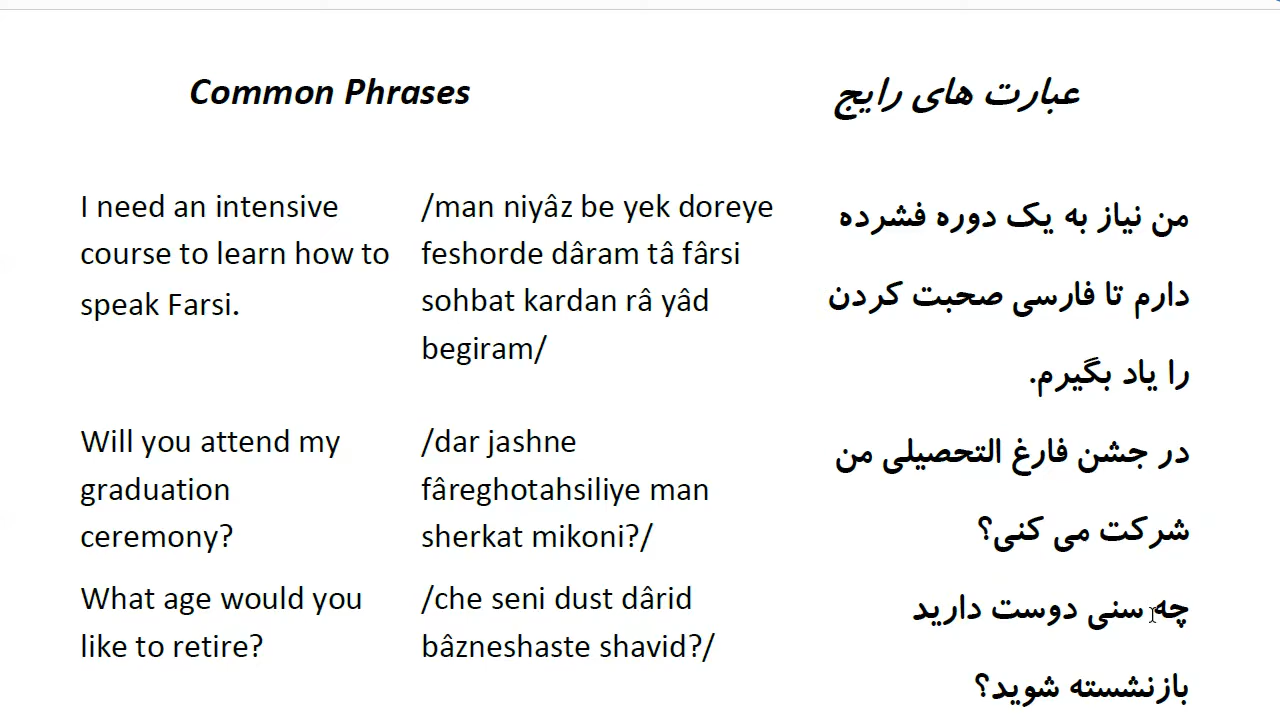 Common Phrases
عبارت های رایج
I need an intensive
course to learn how to
speak Farsi.
/man niyâz be yek doreye
feshorde dâram tâ fârsi
sohbat kardan râ yâd
begiram/
من نیاز به یک دوره فشرده
دارم تا فارسی صحبت کردن
را یاد بگیرم.
Will you attend my
graduation
ceremony?
/dar jashne
fâreghotahsiliye man
sherkat mikoni?/
در جشن فارغ التحصیلی من
شرکت می کنی؟
What age would you
like to retire?
/che seni dust dârid
bâzneshaste shavid?/
چه سنی دوست دارید
بازنشسته شوید؟